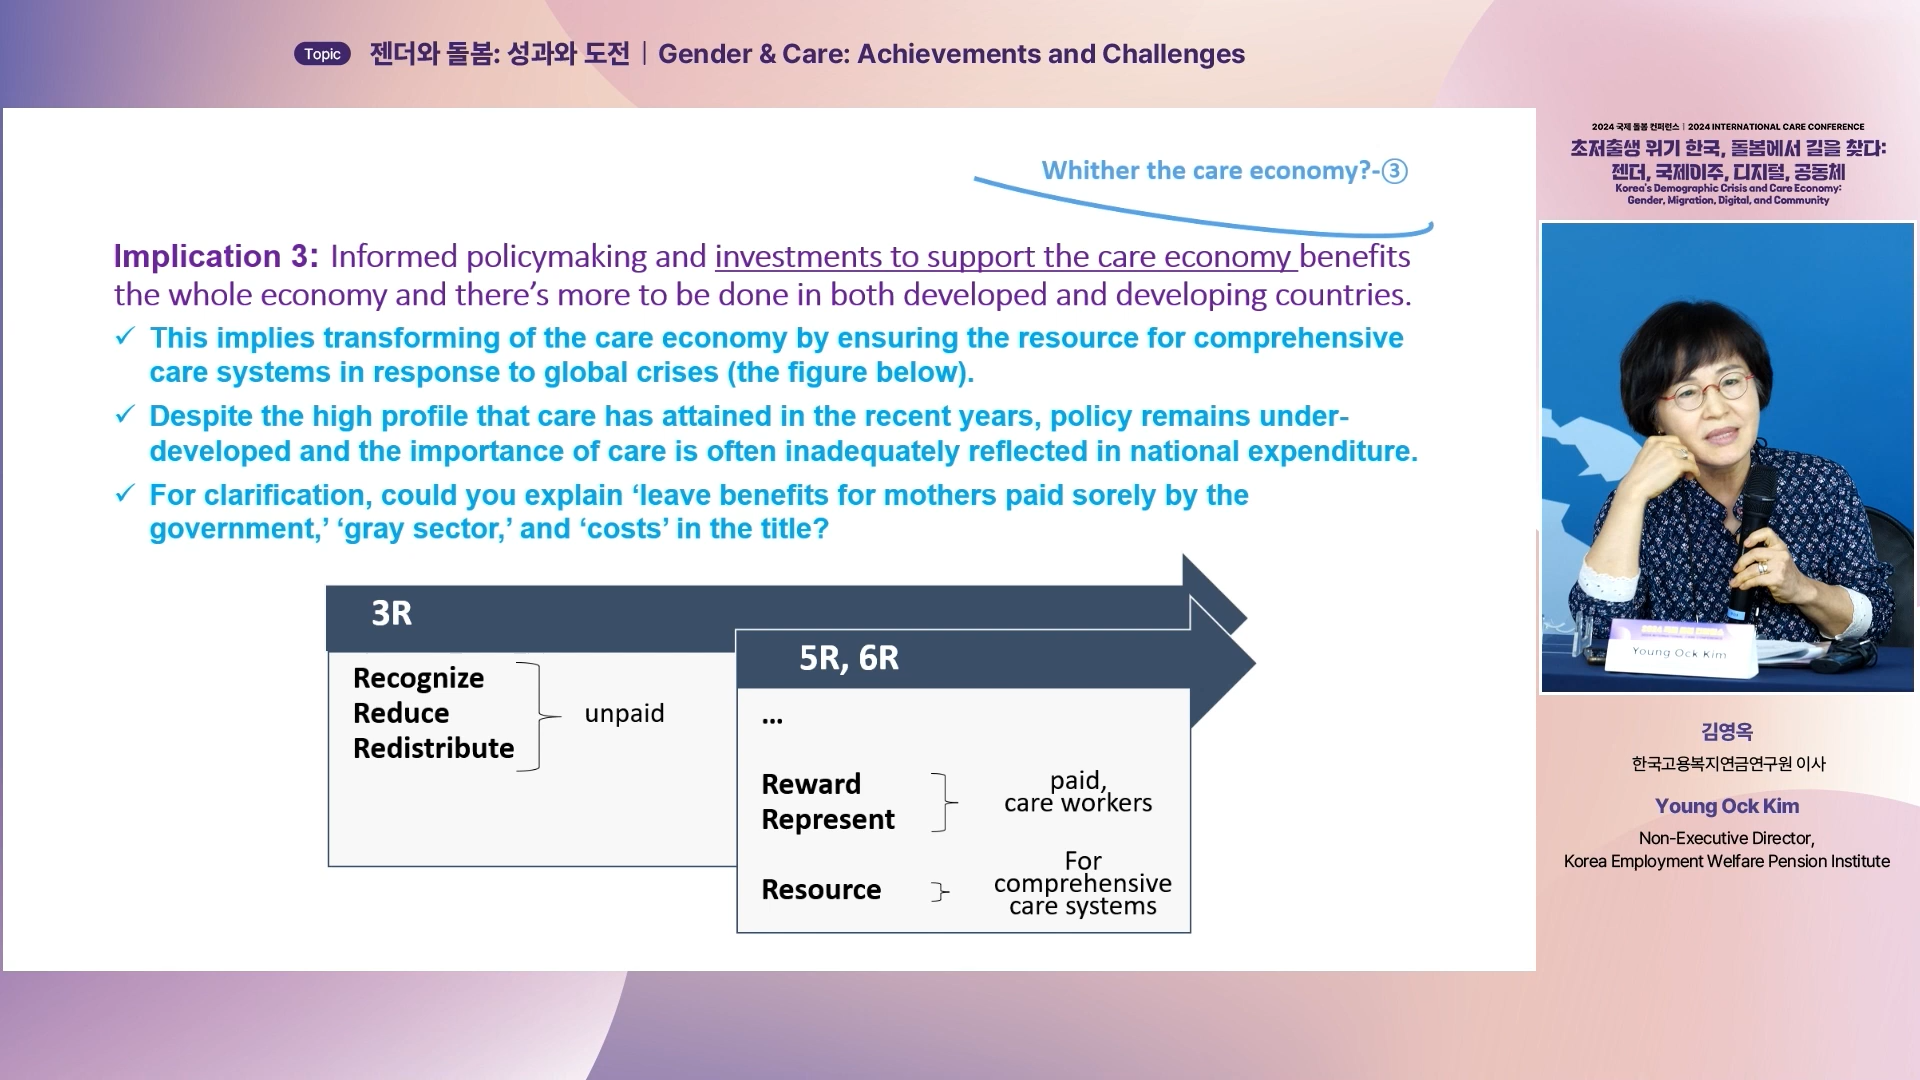 Topic 젠더와 돌봄: 성과와 도전 | Gender & Care: Achievements and Challenges
Whither the care economy?-③
Implication 3: Informed policymaking and investments to support the care economy benefits
the whole economy and there's more to be done in both developed and developing countries.
✓ This implies transforming of the care economy by ensuring the resource for comprehensive
care systems in response to global crises (the figure below).
✓ Despite the high profile that care has attained in the recent years, policy remains under-
developed and the importance of care is often inadequately reflected in national expenditure.
✓ For clarification, could you explain ‘leave benefits for mothers paid sorely by the
government,’ ‘gray sector,’ and ‘costs’ in the title?
3R
Recognize
Reduce
Redistribute
unpaid
5R, 6R
...
Reward
Represent
paid,
care workers
Resource
For
comprehensive
care systems
2024 국제 돌봄 컨퍼런스 | 2024 INTERNATIONAL CARE CONFERENCE
초저출생 위기 한국, 돌봄에서 길을 찾다:
젠더, 국제이주, 디지털, 공동체
Korea's Demographic Crisis and Care Economy:
Gender, Migration, Digital, and Community
Young Ock Kim
김영옥
한국고용복지연금연구원 이사
Young Ock Kim
Non-Executive Director,
Korea Employment Welfare Pension Institute